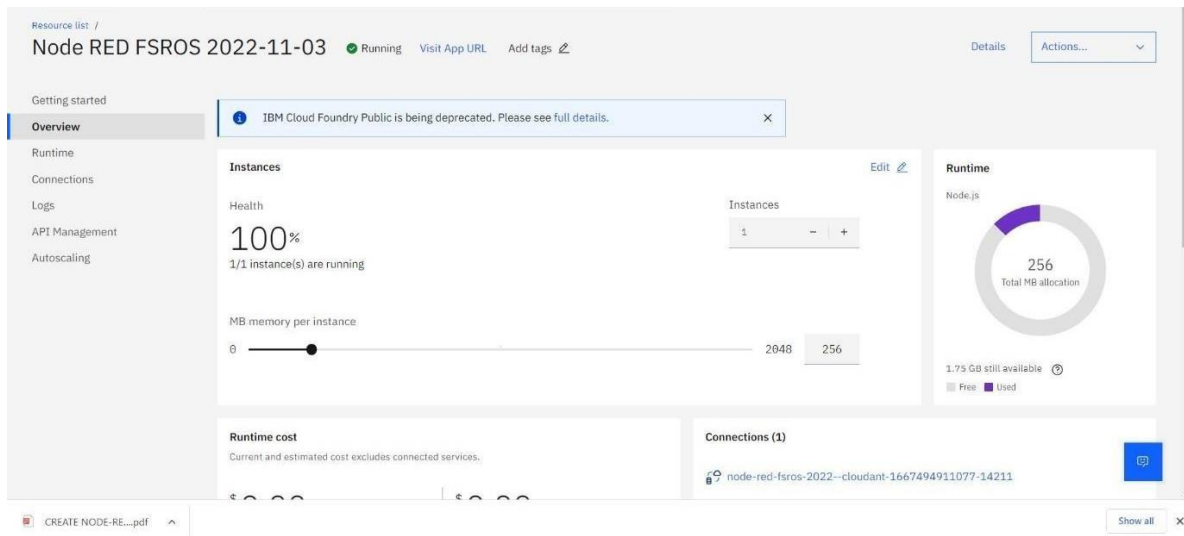 Resource list /
Node RED FSROS 2022-11-03 Running Visit App URL Add tags Details Actions...
Getting started
Overview
Runtime
Connections
Logs
API Management
Autoscaling
IBM Cloud Foundry Public is being deprecated. Please see full details.
Instances Edit
Health Instances
100%
1
1/1 instance(s) are running
MB memory per instance
0 2048 256
Runtime
Node.js
256
Total MB allocation
1.75 GB still available
Free Used
Runtime cost
Current and estimated cost excludes connected services.
$ $
Connections (1)
node-red-fsros-2022--cloudant-1667494911077-14211
CREATE NODE-RE....pdf Show all